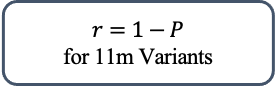 r = 1 – P
for 11m Variants